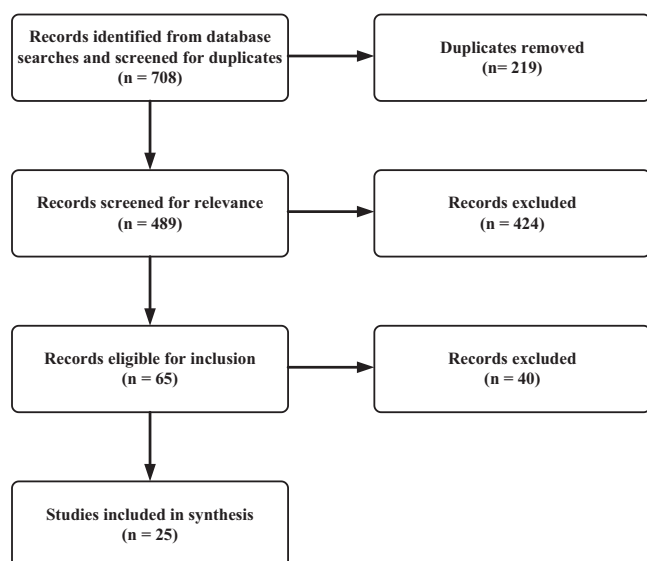 Records identified from database
searches and screened for duplicates
(n = 708)
Duplicates removed
(n= 219)
Records screened for relevance
(n = 489)
Records excluded
(n = 424)
Records eligible for inclusion
(n = 65)
Records excluded
(n = 40)
Studies included in synthesis
(n = 25)